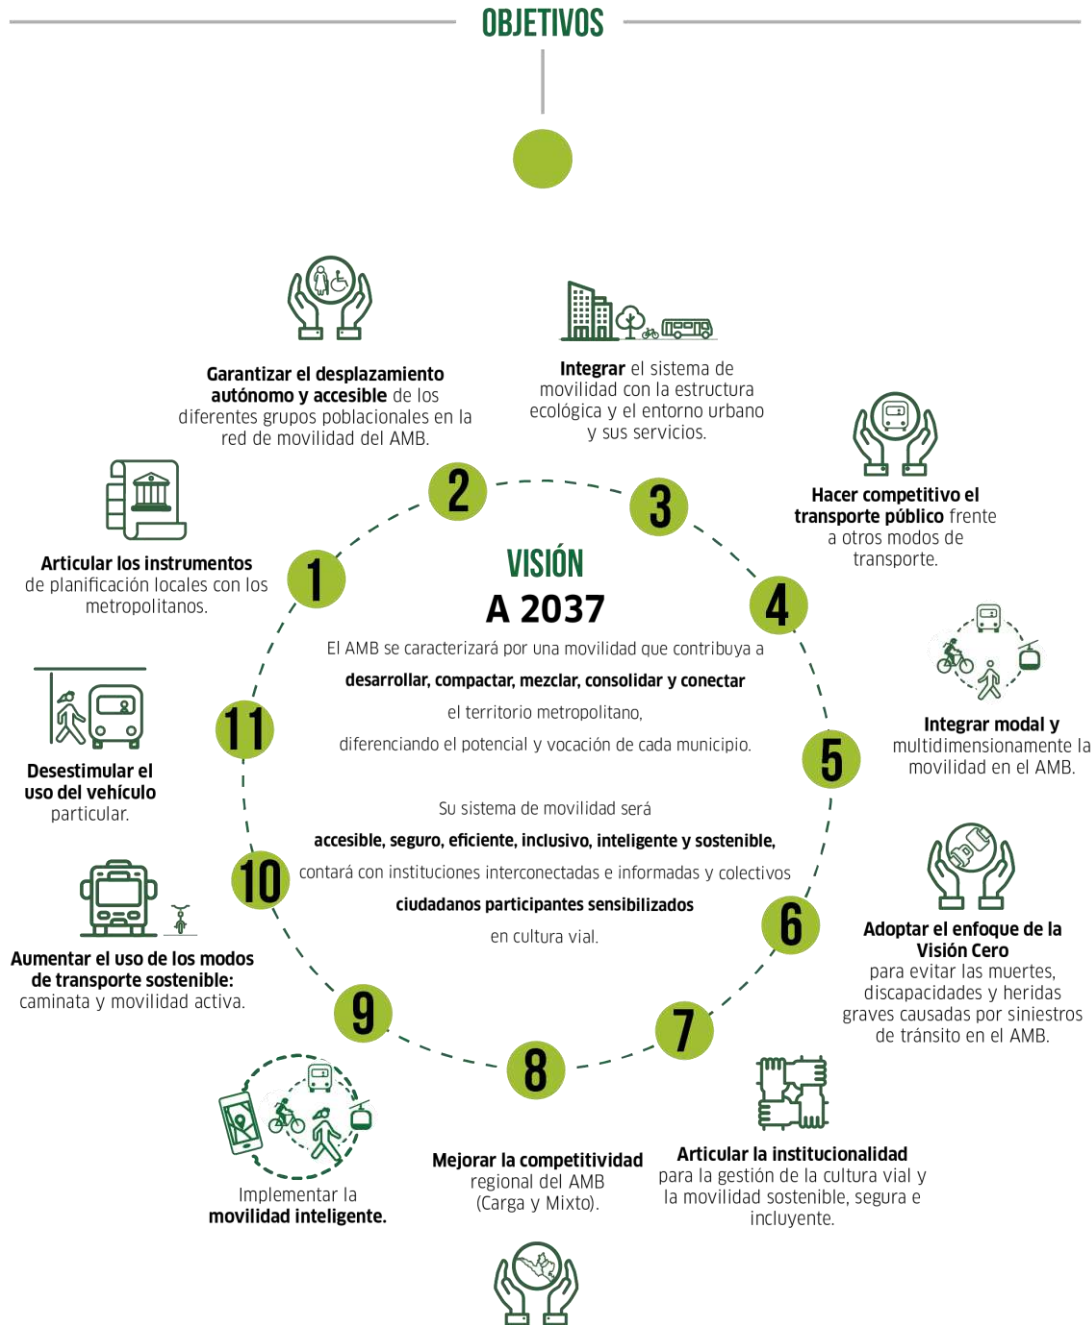 OBJETIVOS
1
Articular los instrumentos
de planificación locales con los
metropolitanos.
2
Garantizar el desplazamiento
autónomo y accesible de los
diferentes grupos poblacionales en la
red de movilidad del AMB.
3
Integrar el sistema de
movilidad con la estructura
ecológica y el entorno urbano
y sus servicios.
4
Hacer competitivo el
transporte público frente
a otros modos de
transporte.
5
Integrar modal y
multidimensionamente la
movilidad en el AMB.
6
Adoptar el enfoque de la
Visión Cero
para evitar las muertes,
discapacidades y heridas
graves causadas por siniestros
de tránsito en el AMB.
7
Articular la institucionalidad
para la gestión de la cultura vial y
la movilidad sostenible, segura e
incluyente.
8
Mejorar la competitividad
regional del AMB
(Carga y Mixto).
9
Implementar la
movilidad inteligente.
10
Aumentar el uso de los modos
de transporte sostenible:
caminata y movilidad activa.
11
Desestimular el
uso del vehículo
particular.
VISIÓN
A 2037
El AMB se caracterizará por una movilidad que contribuya a
desarrollar, compactar, mezclar, consolidar y conectar
el territorio metropolitano,
diferenciando el potencial y vocación de cada municipio.
Su sistema de movilidad será
accesible, seguro, eficiente, inclusivo, inteligente y sostenible,
contará con instituciones interconectadas e informadas y colectivos
ciudadanos participantes sensibilizados
en cultura vial.